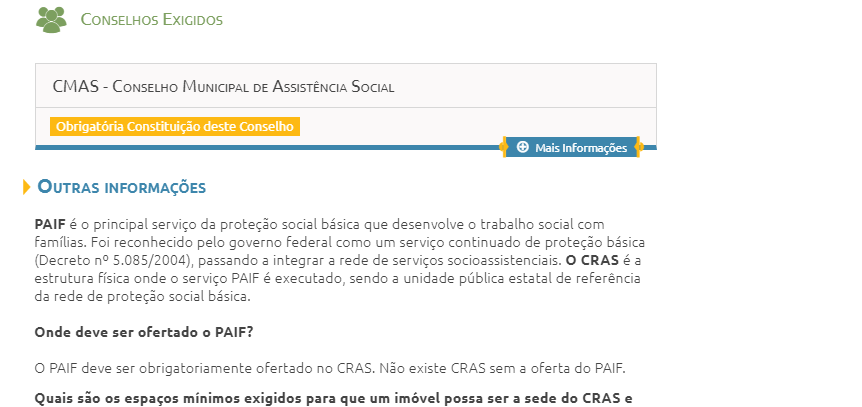 Conselhos Exigidos
CMAS - Conselho Municipal de Assistência Social
Obrigatória Constituição deste Conselho
Mais Informações
Outras informações
PAIF é o principal serviço da proteção social básica que desenvolve o trabalho social com
famílias. Foi reconhecido pelo governo federal como um serviço continuado de proteção básica
(Decreto nº 5.085/2004), passando a integrar a rede de serviços socioassistenciais. O CRAS é a
estrutura física onde o serviço PAIF é executado, sendo a unidade pública estatal de referência
da rede de proteção social básica.
Onde deve ser ofertado o PAIF?
O PAIF deve ser obrigatoriamente ofertado no CRAS. Não existe CRAS sem a oferta do PAIF.
Quais são os espaços mínimos exigidos para que um imóvel possa ser a sede do CRAS e